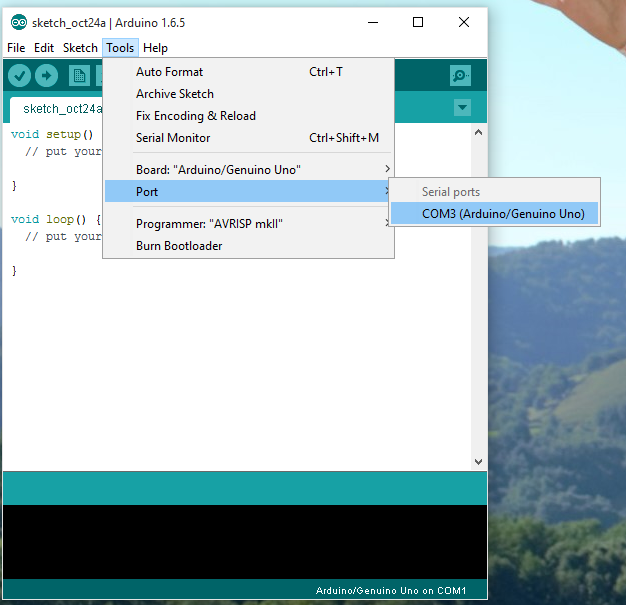 sketch_oct24a | Arduino 1.6.5
File Edit Sketch Tools Help
Auto Format Ctrl+T
Archive Sketch
Fix Encoding & Reload
Serial Monitor Ctrl+Shift+M
Board: "Arduino/Genuino Uno"
Port
Programmer: "AVRISP mkII"
Burn Bootloader
Serial ports
COM3 (Arduino/Genuino Uno)
sketch_oct24a
void setup()
// put your
}
void loop() {
// put your
}
Arduino/Genuino Uno on COM1